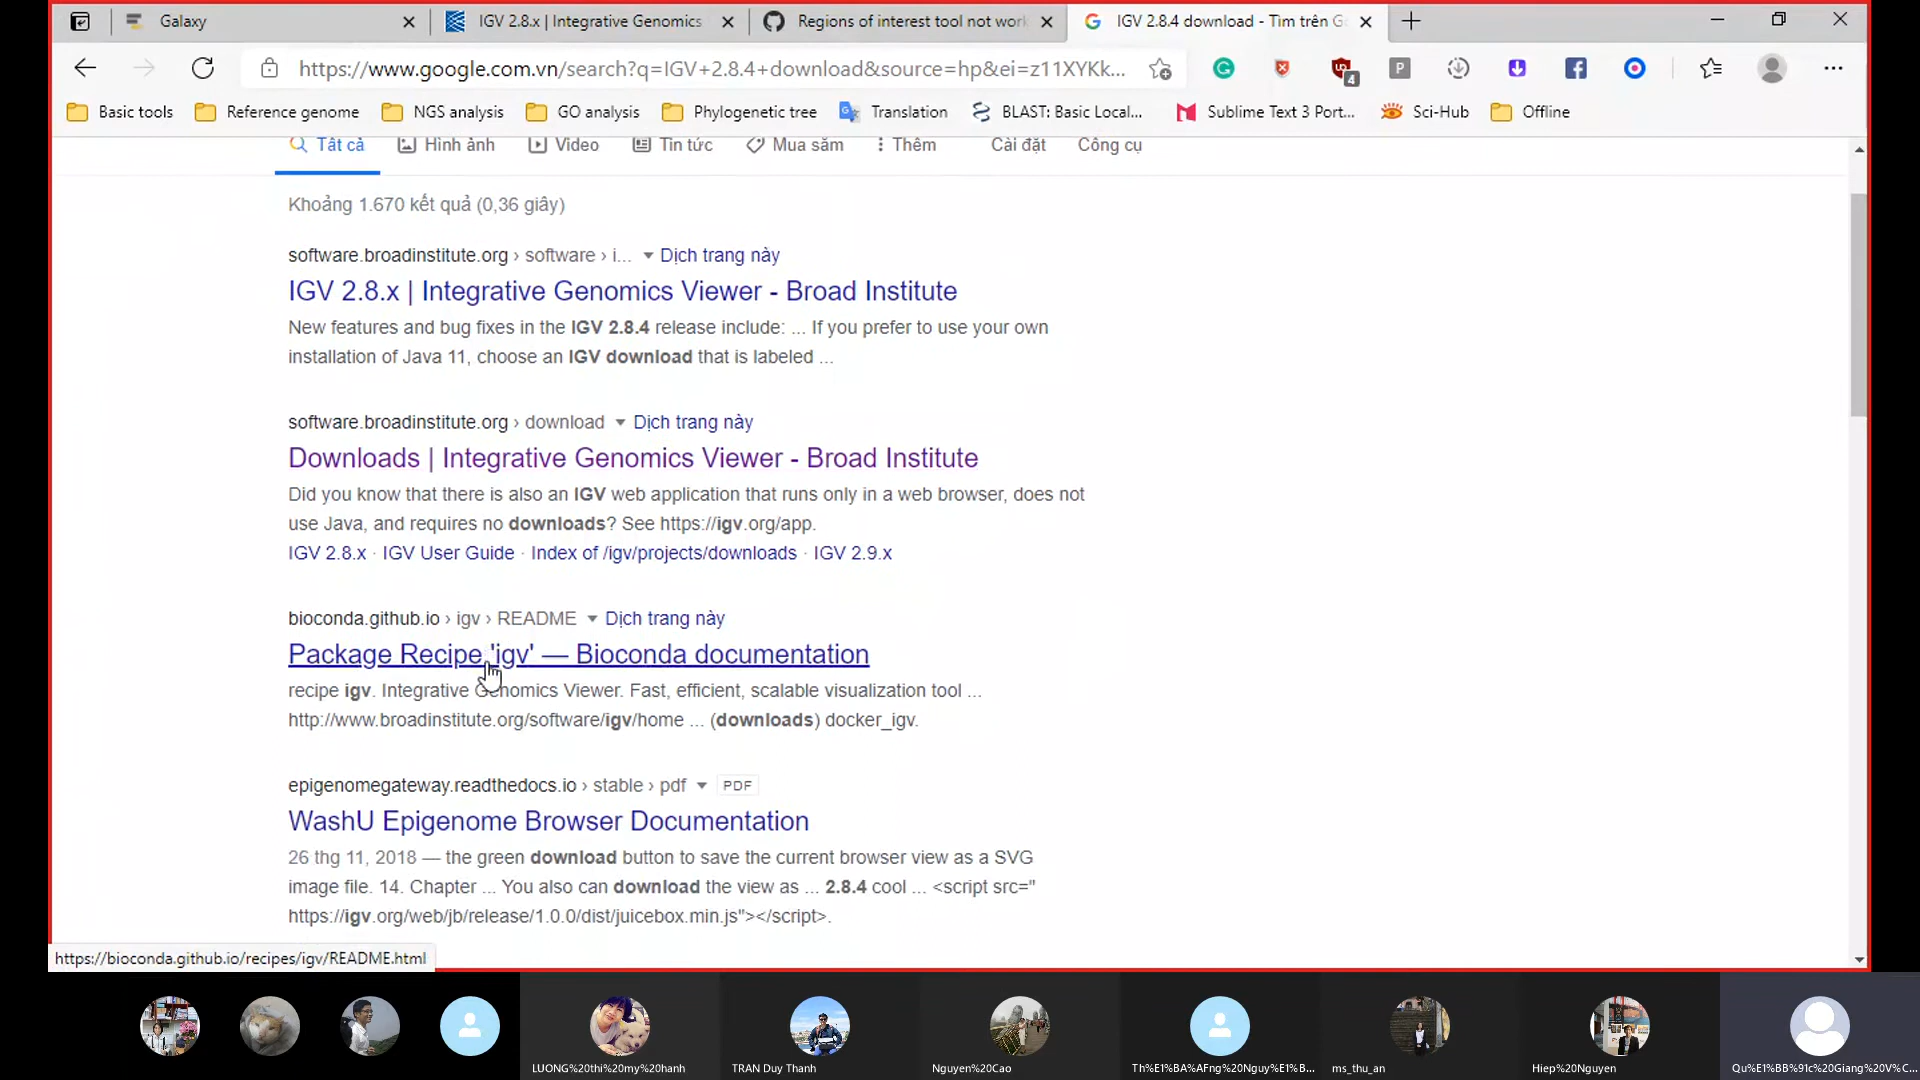 Galaxy
IGV 2.8.x | Integrative Genomics
Regions of interest tool not work
IGV 2.8.4 download - Tìm trên G
https://www.google.com.vn/search?q=IGV+2.8.4+download&source=hp&ei=z11XYKk...
4
Basic tools
Reference genome
NGS analysis
GO analysis
Phylogenetic tree
Translation
BLAST: Basic Local...
Sublime Text 3 Port...
Sci-Hub
Offline
Tất cả
Hình ảnh
Video
Tin tức
Mua sắm
Thêm
Cài đặt
Công cụ
Khoảng 1.670 kết quả (0,36 giây)
software.broadinstitute.org › software › i... Dịch trang này
IGV 2.8.x | Integrative Genomics Viewer - Broad Institute
New features and bug fixes in the IGV 2.8.4 release include: ... If you prefer to use your own
installation of Java 11, choose an IGV download that is labeled ...
software.broadinstitute.org › download Dịch trang này
Downloads | Integrative Genomics Viewer - Broad Institute
Did you know that there is also an IGV web application that runs only in a web browser, does not
use Java, and requires no downloads? See https://igv.org/app.
IGV 2.8.x · IGV User Guide · Index of /igv/projects/downloads · IGV 2.9.x
bioconda.github.io › igv › README Dịch trang này
Package Recipe 'igv' — Bioconda documentation
recipe igv. Integrative Genomics Viewer. Fast, efficient, scalable visualization tool ...
http://www.broadinstitute.org/software/igv/home ... (downloads) docker_igv.
epigenomegateway.readthedocs.io › stable › pdf PDF
WashU Epigenome Browser Documentation
26 thg 11, 2018 — the green download button to save the current browser view as a SVG
image file. 14. Chapter ... You also can download the view as ... 2.8.4 cool ... <script src="
https://igv.org/web/jb/release/1.0.0/dist/juicebox.min.js"></script>.
https://bioconda.github.io/recipes/igv/README.html
LUONG%20thi%20my%20hanh
TRAN Duy Thanh
Nguyen%20Cao
Th%E1%BA%AFng%20Nguy%E1%B...
ms_thu_an
Hiep%20Nguyen
Qu%E1%BB%91c%20Giang%20V%C...